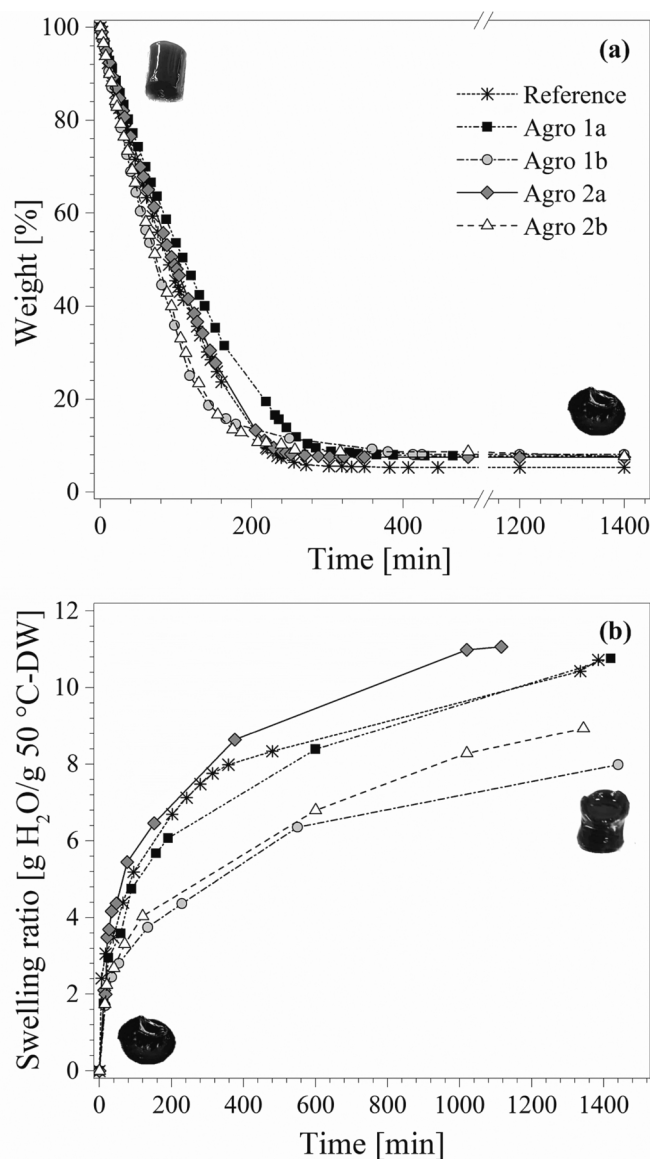 (a)
Reference
Agro 1a
Agro 1b
Agro 2a
Agro 2b
100
80
60
40
20
0
Weight [%]
0 200 400 1200 1400
Time [min]
(b)
12
10
8
6
4
2
0
Swelling ratio [g H₂O/g 50 °C-DW]
0 200 400 600 800 1000 1200 1400
Time [min]